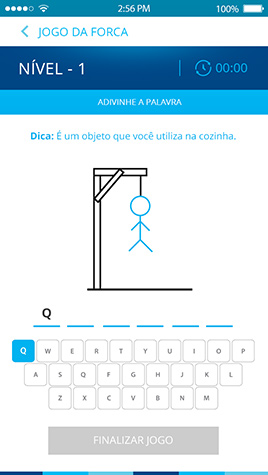 2:56 PM 100%
JOGO DA FORCA
NÍVEL - 1 00:00
ADIVINHE A PALAVRA
Dica: É um objeto que você utiliza na cozinha.
Q
Q W E R T Y U I O P
A S Q F G H J K L
Z X C V B N M
FINALIZAR JOGO